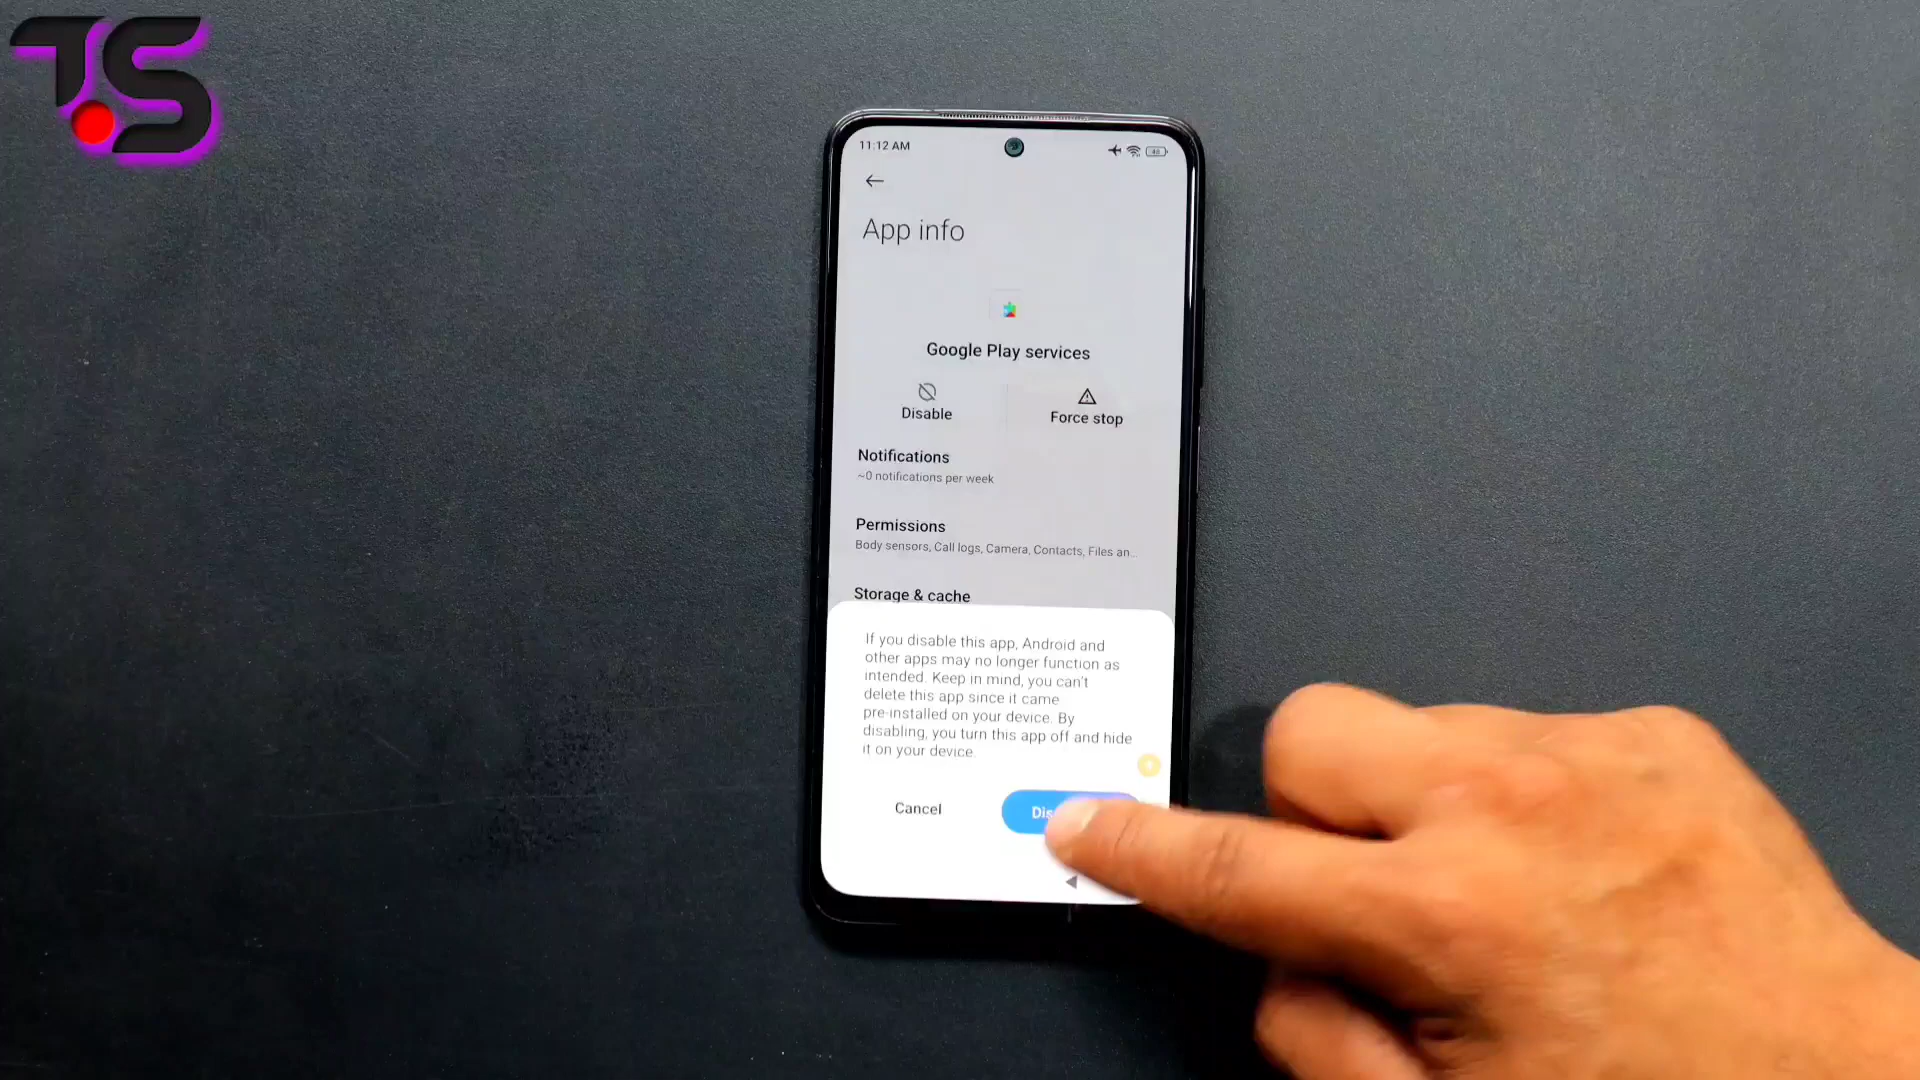 TS
11:12 AM
48
App info
Google Play services
Disable
Force stop
Notifications
~0 notifications per week
Permissions
Body sensors, Call logs, Camera, Contacts, Files an...
Storage & cache
If you disable this app, Android and
other apps may no longer function as
intended. Keep in mind, you can't
delete this app since it came
pre-installed on your device. By
disabling, you turn this app off and hide
it on your device.
Cancel
Dis